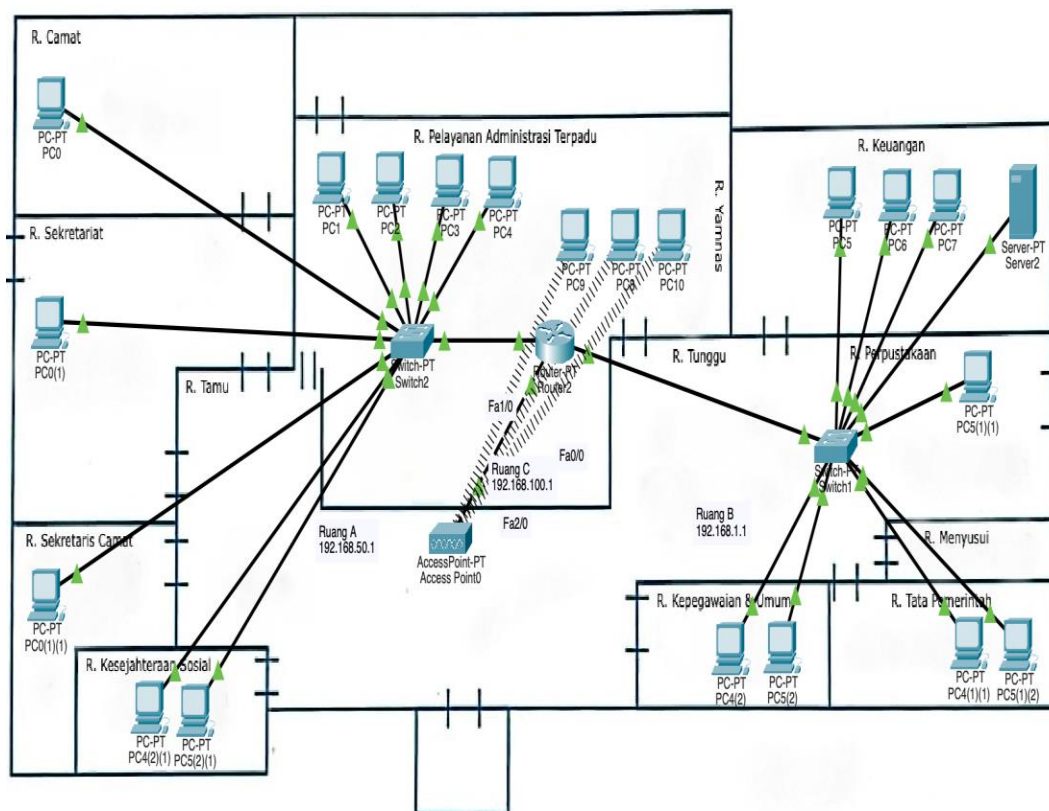 R. Camat
PC-PT
PC0
R. Pelayanan Administrasi Terpadu
PC-PT
PC1
PC-PT
PC2
PC-PT
PC3
PC-PT
PC4
R. Yamnas
PC-PT
PC9
PC-PT
PC8
PC-PT
PC10
R. Keuangan
PC-PT
PC5
PC-PT
PC6
PC-PT
PC7
Server-PT
Server2
R. Sekretariat
PC-PT
PC0(1)
Switch-PT
Switch2
Router-PT
Router2
R. Tamu
R. Tunggu
R. Perpustakaan
PC-PT
PC5(1)(1)
Fa1/0
Fa0/0
Fa2/0
Ruang C
192.168.100.1
Switch-PT
Switch1
Ruang A
192.168.50.1
AccessPoint-PT
Access Point0
Ruang B
192.168.1.1
R. Menyusui
R. Sekretaris Camat
PC-PT
PC0(1)(1)
R. Kepegawaian & Umum
PC-PT
PC4(2)
PC-PT
PC5(2)
R. Tata Pemerintah
PC-PT
PC4(1)(1)
PC-PT
PC5(1)(2)
R. Kesejahteraan Sosial
PC-PT
PC4(2)(1)
PC-PT
PC5(2)(1)